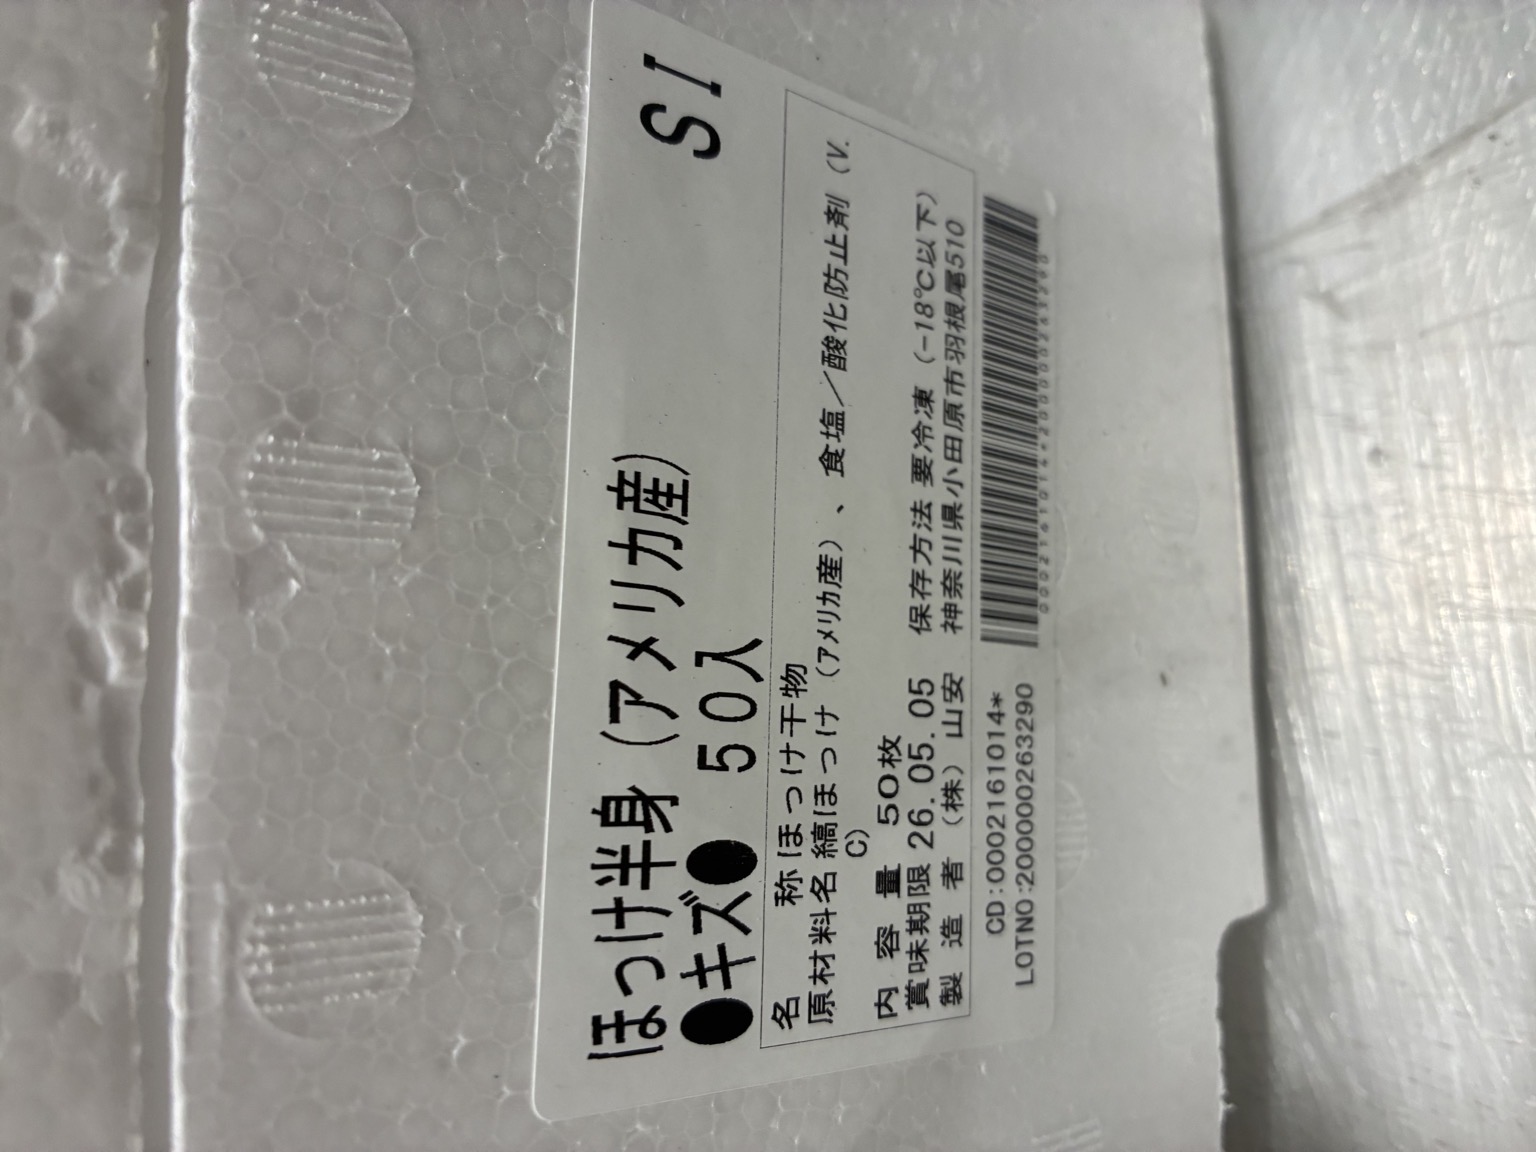 ほっけ半身(アメリカ産)
●キズ● 50入 SI
名 称 ほっけ干物
原材料名 縞ほっけ(アメリカ産)、食塩/酸化防止剤(V.
C)
内 容 量 50枚
賞味期限 26.05.05 保存方法 要冷凍(-18℃以下)
製 造 者 (株)山安 神奈川県小田原市羽根尾510
CD:0002161014*
LOTNO:2000000263290
0002161014*2000000263290